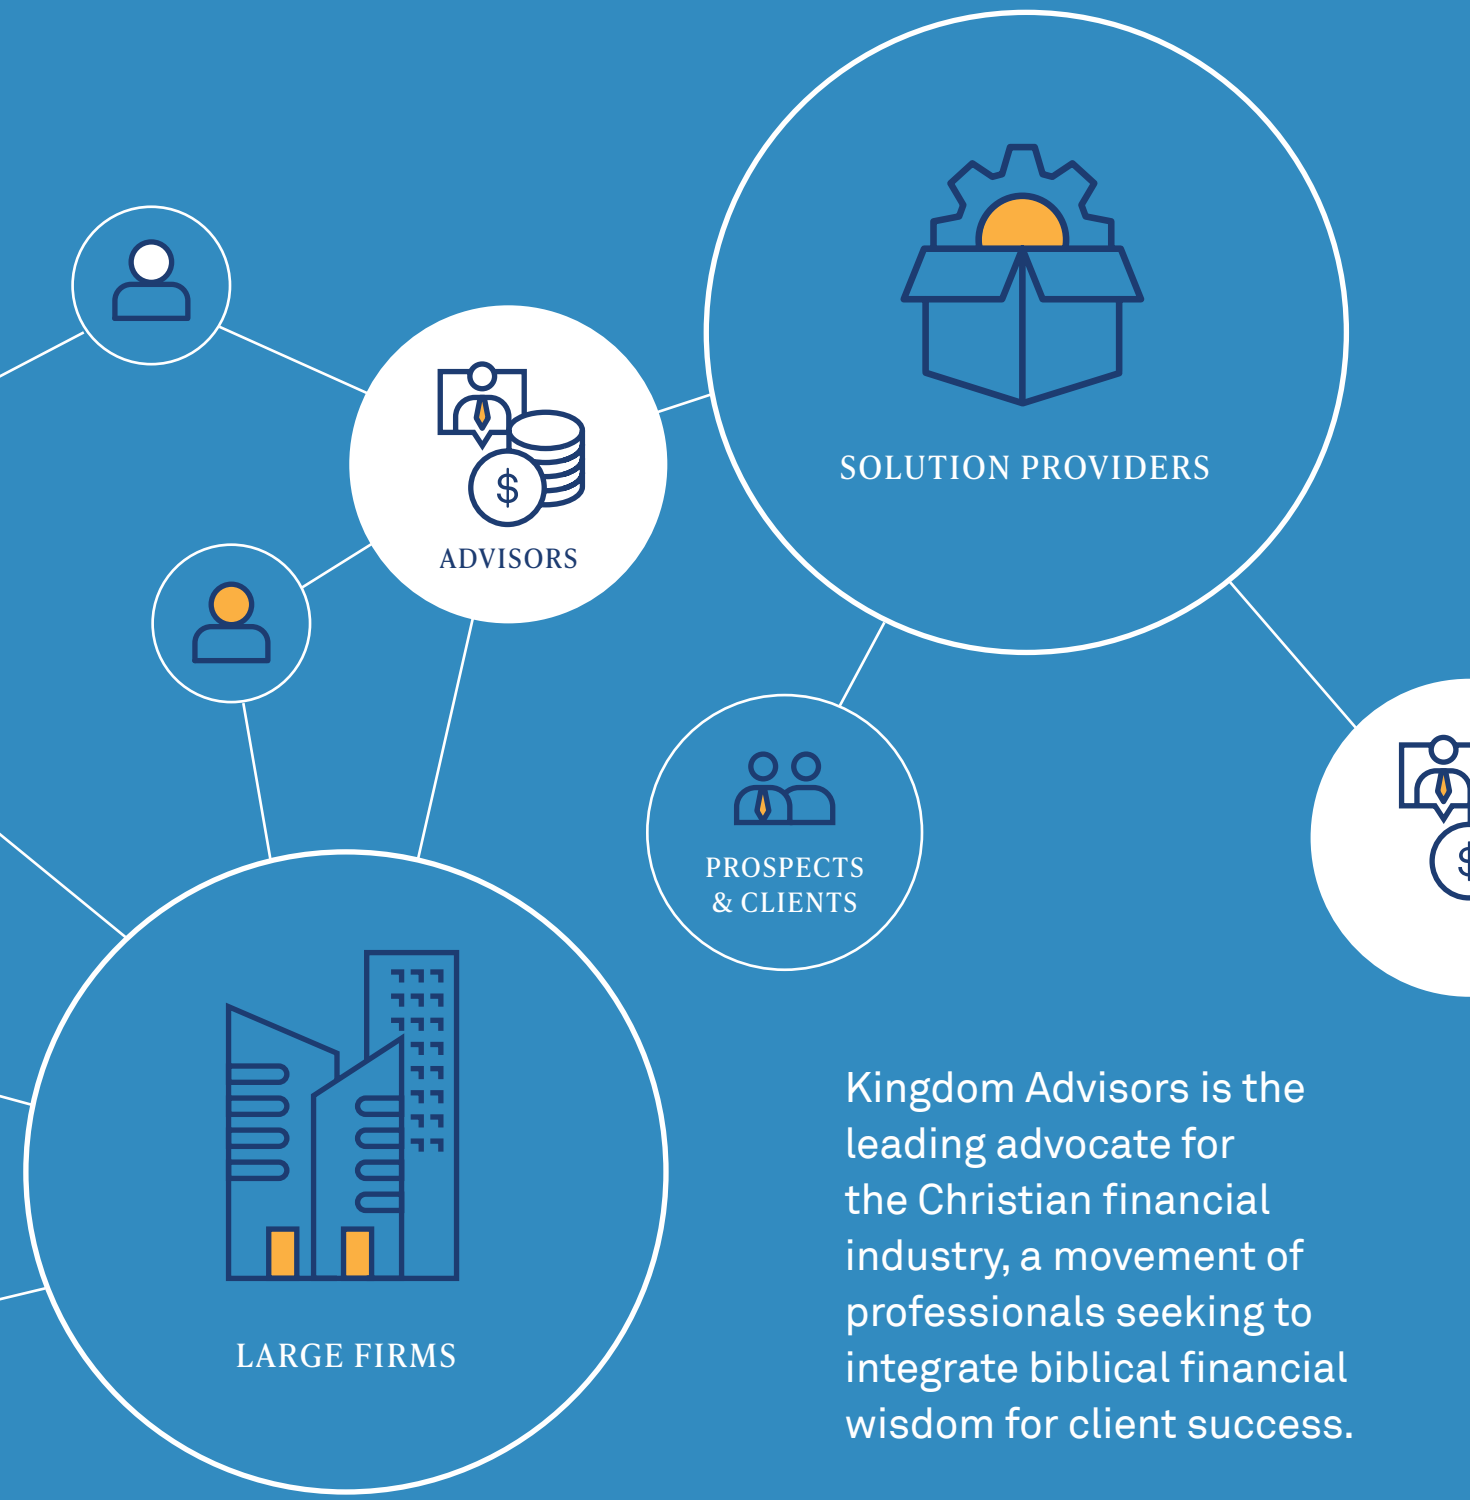 SOLUTION PROVIDERS
$
ADVISORS
$
PROSPECTS
& CLIENTS
LARGE FIRMS
Kingdom Advisors is the
leading advocate for
the Christian financial
industry, a movement of
professionals seeking to
integrate biblical financial
wisdom for client success.